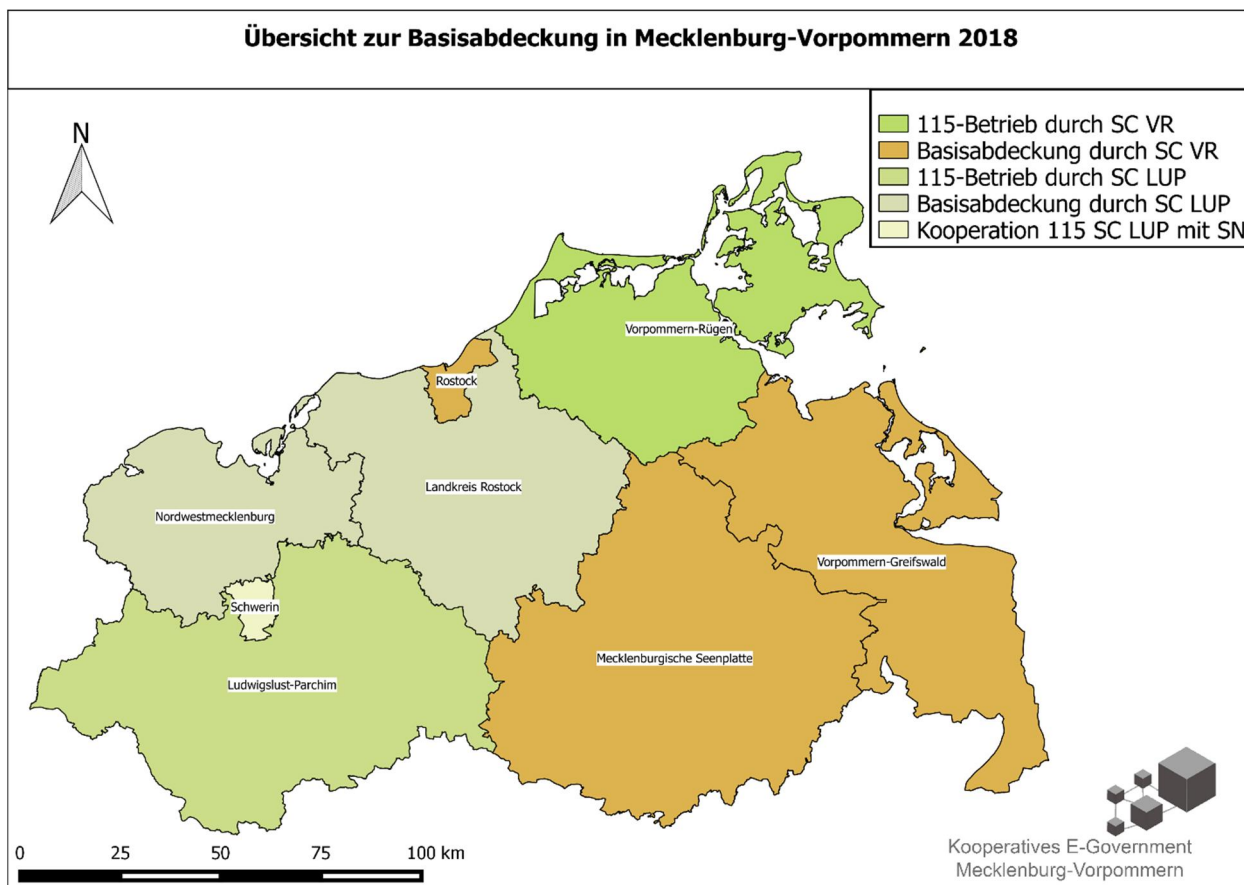 Übersicht zur Basisabdeckung in Mecklenburg-Vorpommern 2018
N
115-Betrieb durch SC VR
Basisabdeckung durch SC VR
115-Betrieb durch SC LUP
Basisabdeckung durch SC LUP
Kooperation 115 SC LUP mit SN
Vorpommern-Rügen
Rostock
Landkreis Rostock
Nordwestmecklenburg
Vorpommern-Greifswald
Schwerin
Mecklenburgische Seenplatte
Ludwigslust-Parchim
0 25 50 75 100 km
Kooperatives E-Government
Mecklenburg-Vorpommern